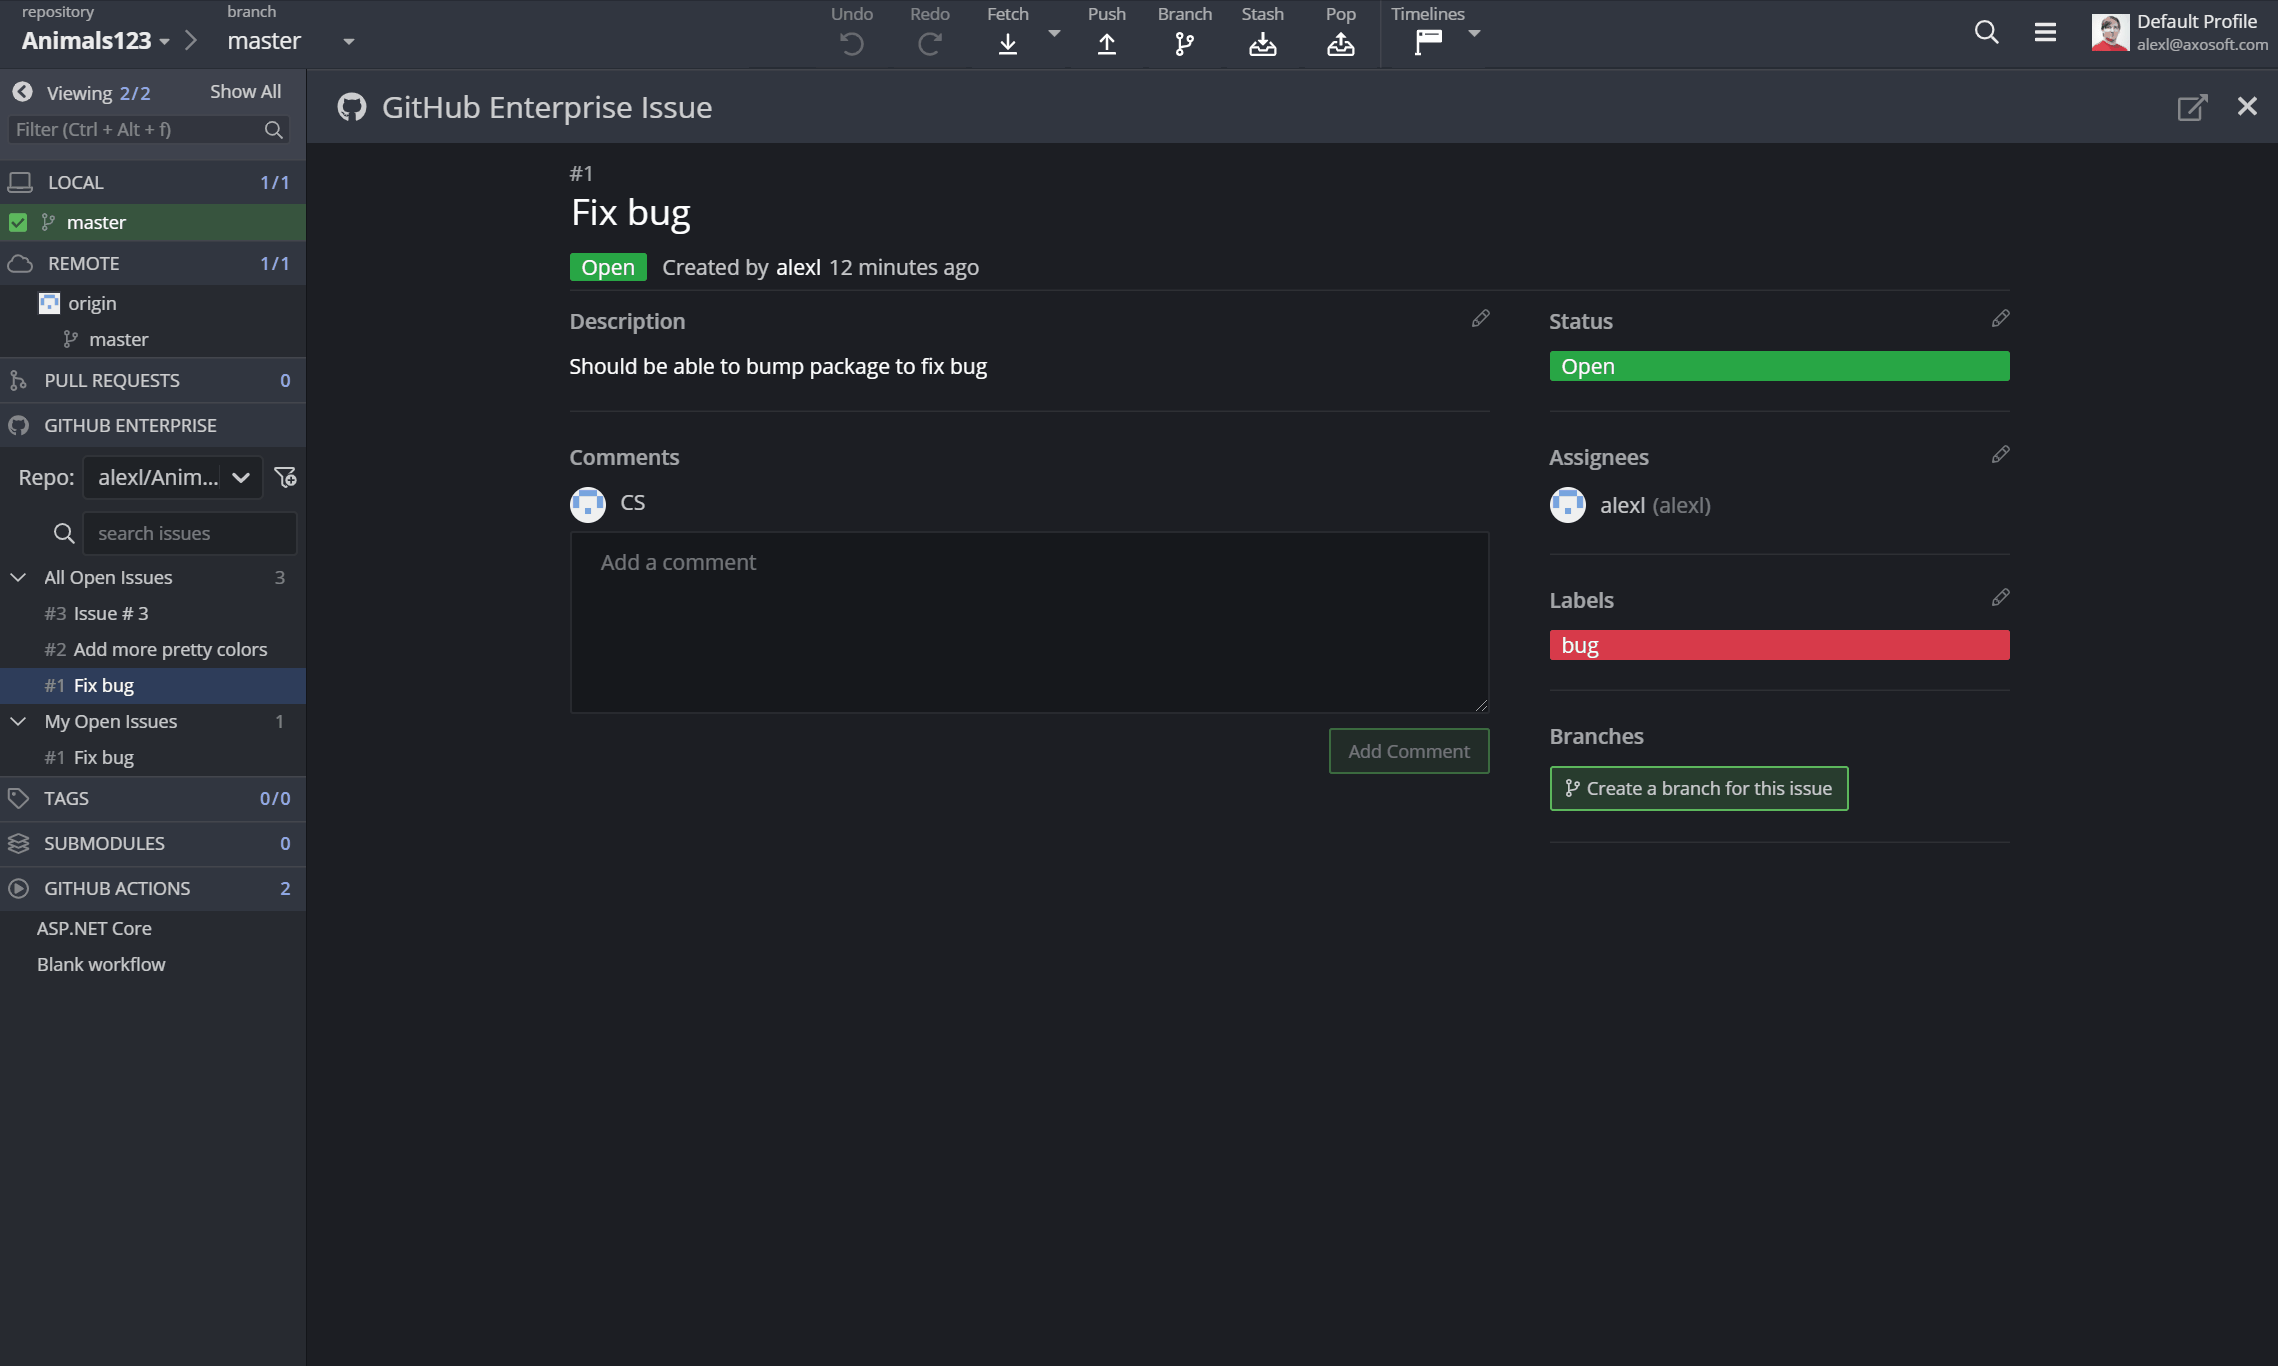 repository
Animals123
branch
master
Undo
Redo
Fetch
Push
Branch
Stash
Pop
Timelines
Default Profile
alexl@axosoft.com
Viewing 2/2
Show All
Filter (Ctrl + Alt + f)
LOCAL 1/1
master
REMOTE 1/1
origin
master
PULL REQUESTS 0
GITHUB ENTERPRISE
Repo: alexl/Anim...
search issues
All Open Issues 3
#3 Issue # 3
#2 Add more pretty colors
#1 Fix bug
My Open Issues 1
#1 Fix bug
TAGS 0/0
SUBMODULES 0
GITHUB ACTIONS 2
ASP.NET Core
Blank workflow
GitHub Enterprise Issue
#1
Fix bug
Open Created by alexl 12 minutes ago
Description
Should be able to bump package to fix bug
Comments
CS
Add a comment
Add Comment
Status
Open
Assignees
alexl (alexl)
Labels
bug
Branches
Create a branch for this issue